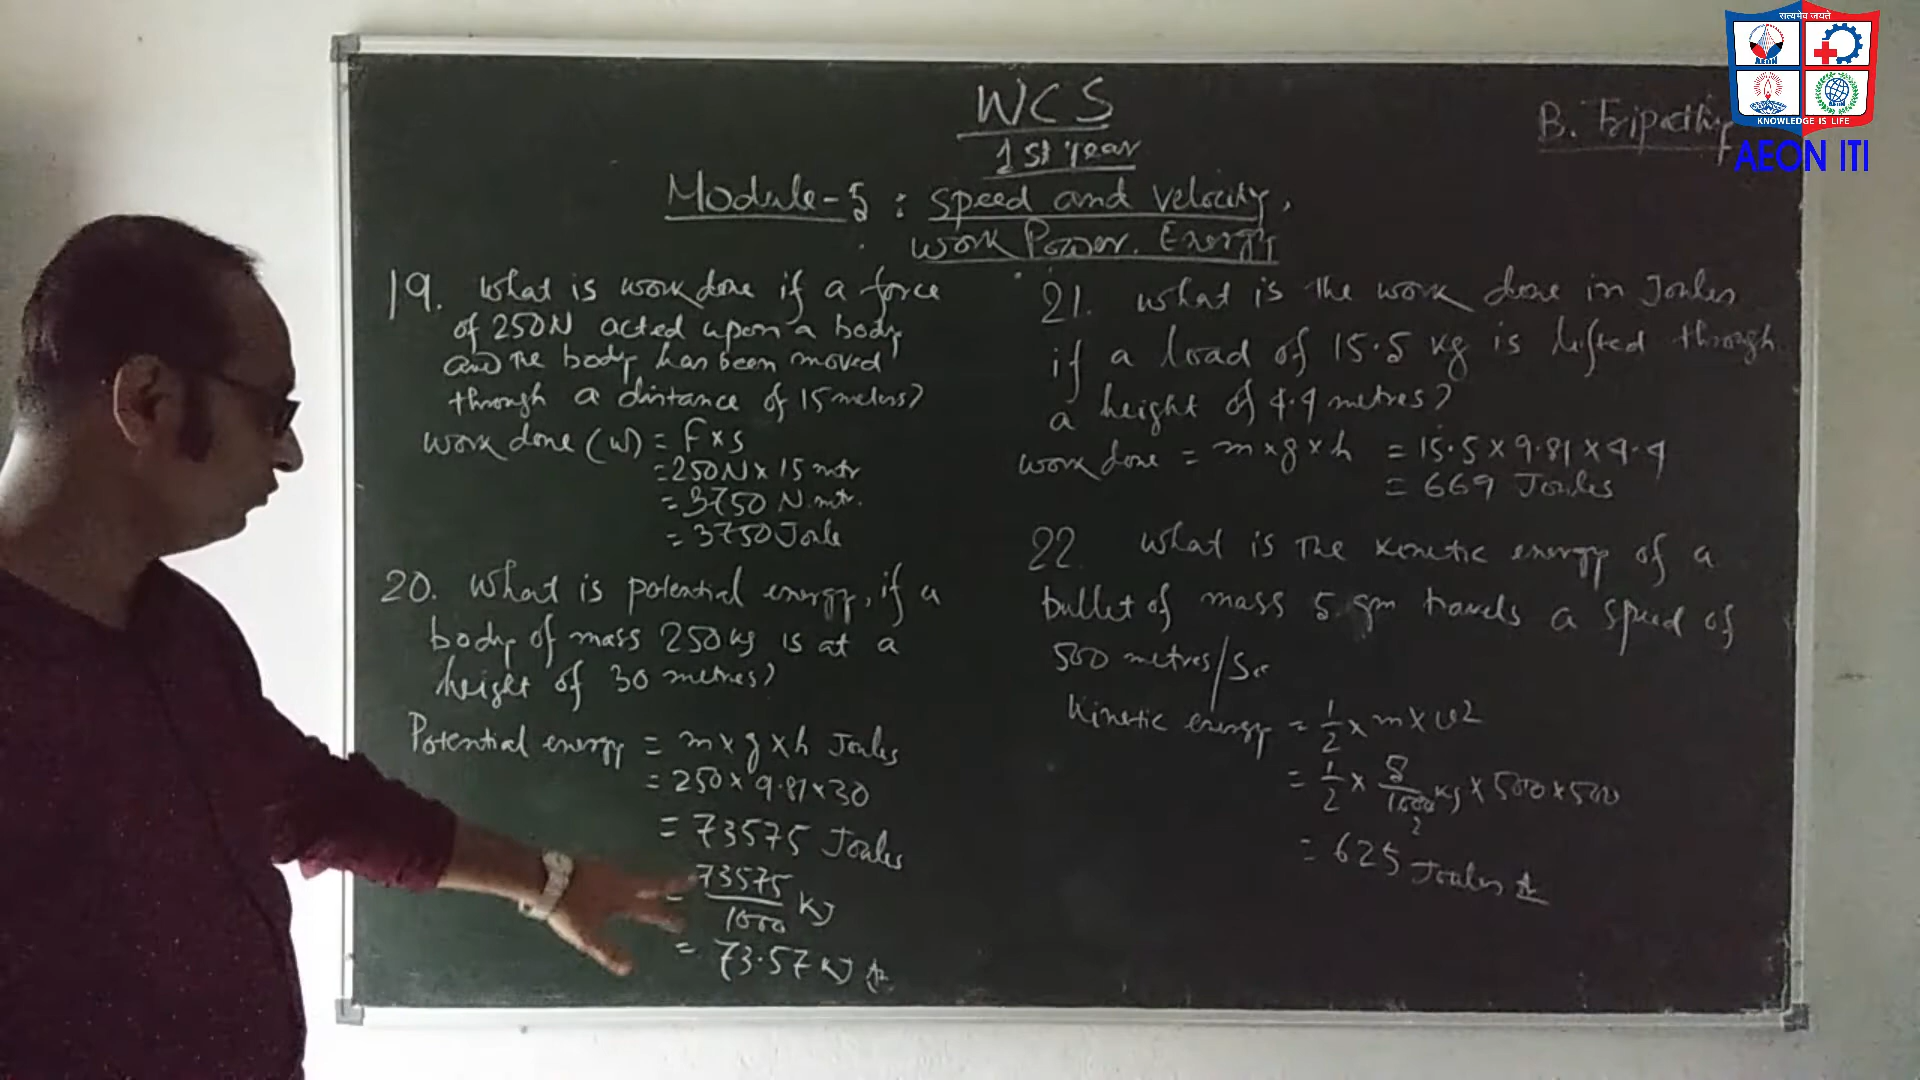 सत्यमेव जयते
AEON
KNOWLEDGE IS LIFE
AEON ITI
WCS
1st year
B. Tripathy
Module-5 : Speed and velocity,
Work Power. Energy
19. What is work done if a force
of 250N acted upon a body
and the body has been moved
through a distance of 15 meters?
Work done (W) = F × S
= 250N × 15 mtr
= 3750 N.mtr.
= 3750 Joule
20. What is potential energy, if a
body of mass 250 kg is at a
height of 30 metres?
Potential energy = m × g × h Joules
= 250 × 9.81 × 30
= 73575 Joules
= 73575/1000 KJ
= 73.57 KJ
21. What is the work done in Joules
if a load of 15.5 kg is lifted through
a height of 4.4 metres?
Work done = m × g × h = 15.5 × 9.81 × 4.4
= 669 Joules
22 What is the kinetic energy of a
bullet of mass 5 gm travels a speed of
500 metres/Sec
Kinetic energy = 1/2 × m × v2
= 1/2 × 5/1000 kg × 500 × 500
2
= 625 Joules